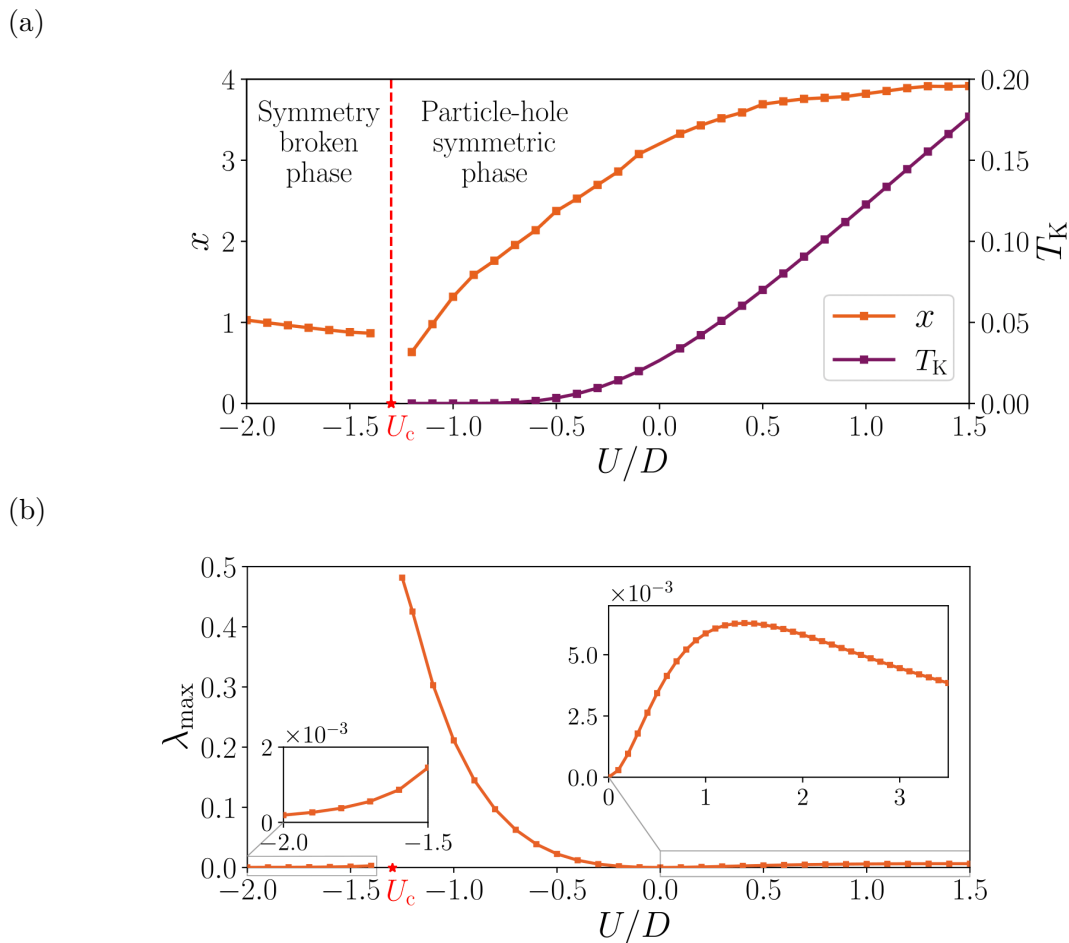 (a)
Symmetry
broken
phase
Particle-hole
symmetric
phase
4
3
2
1
0
x
0.20
0.15
0.10
0.05
0.00
T_K
x
T_K
−2.0 −1.5 U_c −1.0 −0.5 0.0 0.5 1.0 1.5
U/D
(b)
0.5
0.4
0.3
0.2
0.1
0.0
λ_max
×10⁻³
2
0
−2.0 −1.5
×10⁻³
5.0
2.5
0.0
0 1 2 3
−2.0 −1.5 U_c −1.0 −0.5 0.0 0.5 1.0 1.5
U/D